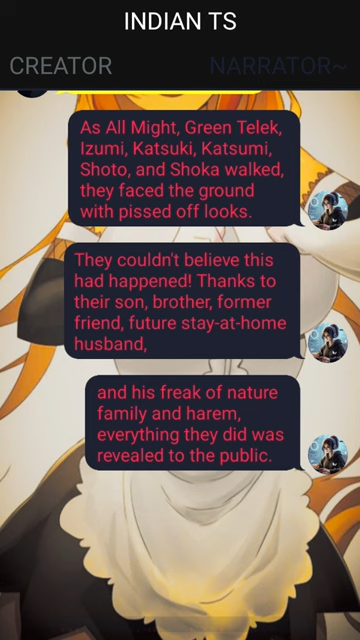 INDIAN TS
CREATOR
NARRATOR~
As All Might, Green Telek,
Izumi, Katsuki, Katsumi,
Shoto, and Shoka walked,
they faced the ground
with pissed off looks.
They couldn't believe this
had happened! Thanks to
their son, brother, former
friend, future stay-at-home
husband,
and his freak of nature
family and harem,
everything they did was
revealed to the public.